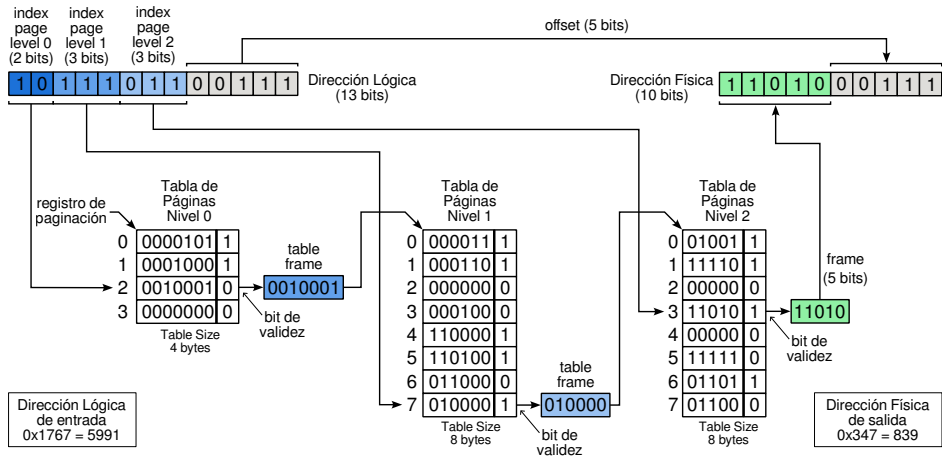 index
page
level 0
(2 bits)
index
page
level 1
(3 bits)
index
page
level 2
(3 bits)
offset (5 bits)
1 0 1 1 1 0 1 1 0 0 1 1 1
Dirección Lógica
(13 bits)
Dirección Física
(10 bits)
1 1 0 1 0 0 0 1 1 1
registro de
paginación
Tabla de
Páginas
Nivel 0
0 0000101 1
1 0001000 1
2 0010001 0
3 0000000 0
Table Size
4 bytes
table
frame
0010001
bit de
validez
Tabla de
Páginas
Nivel 1
0 000011 1
1 000110 1
2 000000 0
3 000100 0
4 110000 1
5 110100 1
6 011000 0
7 010000 1
Table Size
8 bytes
table
frame
010000
bit de
validez
Tabla de
Páginas
Nivel 2
0 01001 1
1 11110 1
2 00000 0
3 11010 1
4 00000 0
5 11111 0
6 01101 1
7 01100 0
Table Size
8 bytes
frame
(5 bits)
11010
bit de
validez
Dirección Lógica
de entrada
0x1767 = 5991
Dirección Física
de salida
0x347 = 839